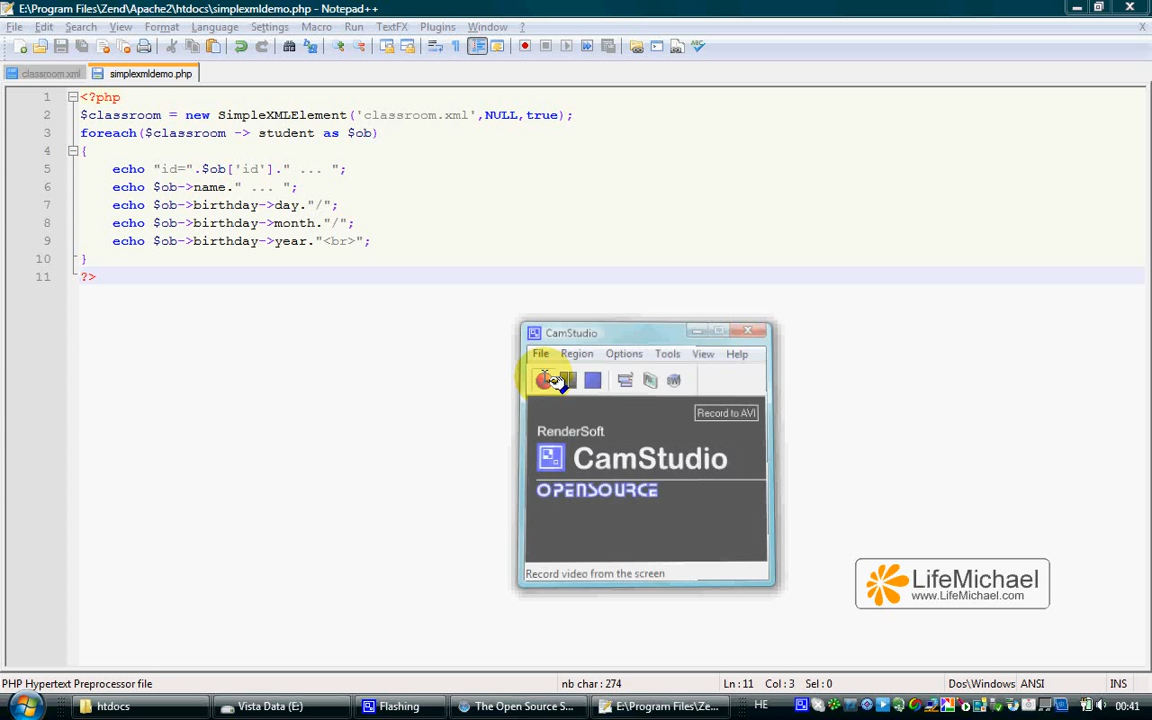 E:\Program Files\Zend\Apache2\htdocs\simplexmldemo.php - Notepad++
File Edit Search View Format Language Settings Macro Run TextFX Plugins Window ?
X
classroom.xml simplexmldemo.php
1 <?php
2 $classroom = new SimpleXMLElement('classroom.xml',NULL,true);
3 foreach($classroom -> student as $ob)
4 {
5 echo "id=".$ob['id']." ... ";
6 echo $ob->name." ... ";
7 echo $ob->birthday->day."/";
8 echo $ob->birthday->month."/";
9 echo $ob->birthday->year."<br>";
10 }
11 ?>
CamStudio
File Region Options Tools View Help
Record to AVI
RenderSoft
CamStudio
OPENSOURCE
Record video from the screen
LifeMichael
www.LifeMichael.com
PHP Hypertext Preprocessor file nb char : 274 Ln : 11 Col : 3 Sel : 0 Dos\Windows ANSI INS
htdocs Vista Data (E:) Flashing The Open Source S... E:\Program Files\Ze... HE 00:41